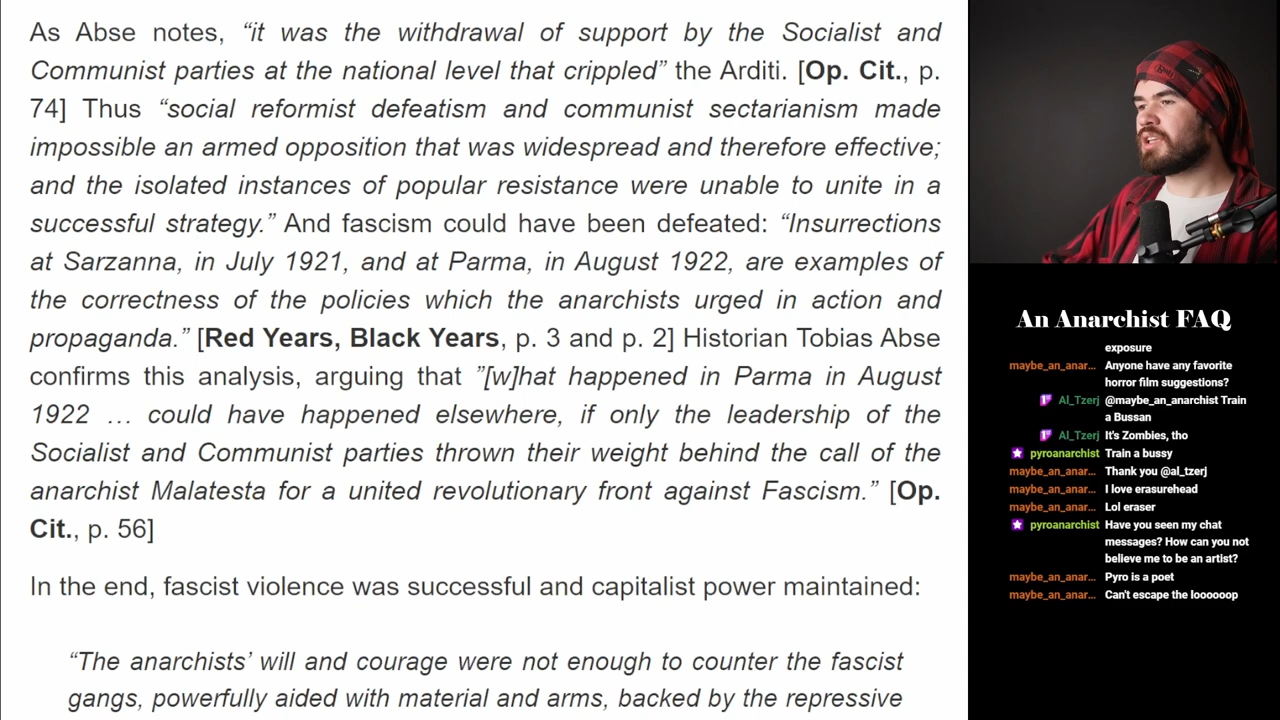 As Abse notes, “it was the withdrawal of support by the Socialist and
Communist parties at the national level that crippled” the Arditi. [Op. Cit., p.
74] Thus “social reformist defeatism and communist sectarianism made
impossible an armed opposition that was widespread and therefore effective;
and the isolated instances of popular resistance were unable to unite in a
successful strategy.” And fascism could have been defeated: “Insurrections
at Sarzanna, in July 1921, and at Parma, in August 1922, are examples of
the correctness of the policies which the anarchists urged in action and
propaganda.” [Red Years, Black Years, p. 3 and p. 2] Historian Tobias Abse
confirms this analysis, arguing that ”[w]hat happened in Parma in August
1922 … could have happened elsewhere, if only the leadership of the
Socialist and Communist parties thrown their weight behind the call of the
anarchist Malatesta for a united revolutionary front against Fascism.” [Op.
Cit., p. 56]
In the end, fascist violence was successful and capitalist power maintained:
“The anarchists’ will and courage were not enough to counter the fascist
gangs, powerfully aided with material and arms, backed by the repressive
An Anarchist FAQ
exposure
maybe_an_anar... Anyone have any favorite
horror film suggestions?
Al_Tzerj @maybe_an_anarchist Train
a Bussan
Al_Tzerj It's Zombies, tho
pyroanarchist Train a bussy
maybe_an_anar... Thank you @al_tzerj
maybe_an_anar... I love erasurehead
maybe_an_anar... Lol eraser
pyroanarchist Have you seen my chat
messages? How can you not
believe me to be an artist?
maybe_an_anar... Pyro is a poet
maybe_an_anar... Can't escape the loooooop